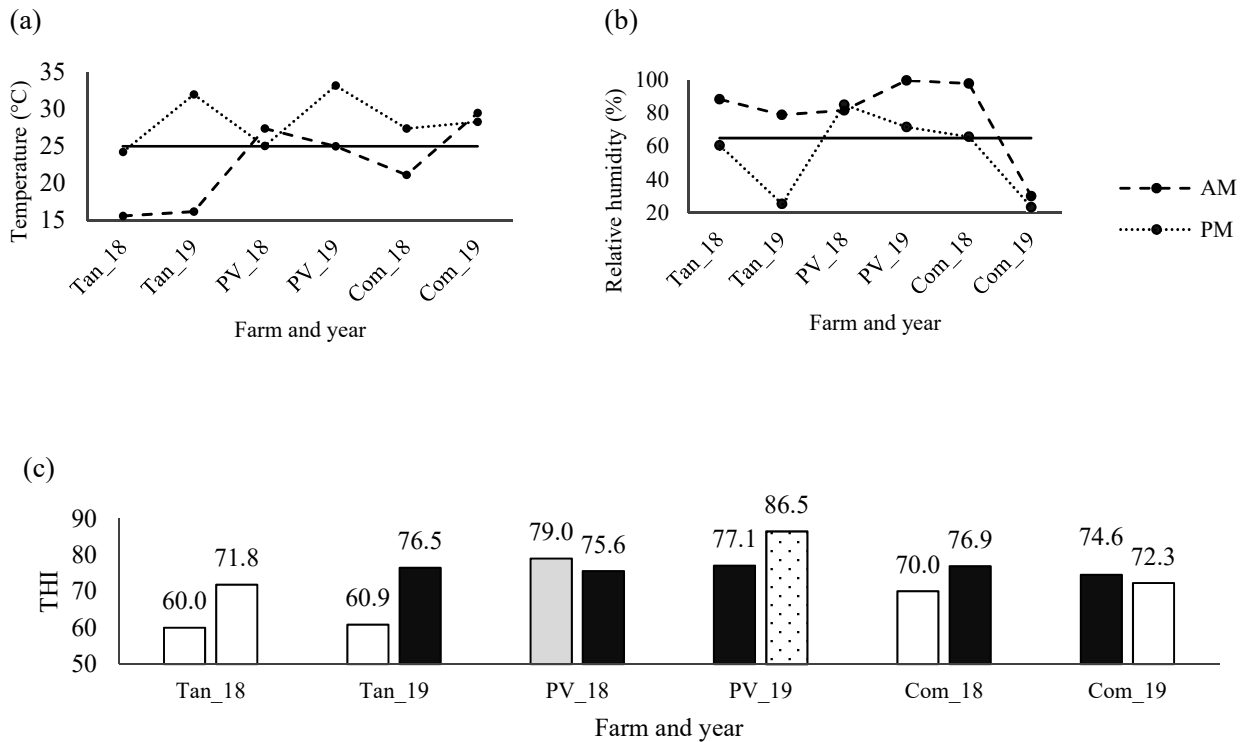 (a)
35
30
25
20
15
Temperature (°C)
Tan_18
Tan_19
PV_18
PV_19
Com_18
Com_19
Farm and year
(b)
100
80
60
40
20
Relative humidity (%)
Tan_18
Tan_19
PV_18
PV_19
Com_18
Com_19
Farm and year
AM
PM
(c)
90
80
70
60
50
THI
60.0
71.8
60.9
76.5
79.0
75.6
77.1
86.5
70.0
76.9
74.6
72.3
Tan_18
Tan_19
PV_18
PV_19
Com_18
Com_19
Farm and year